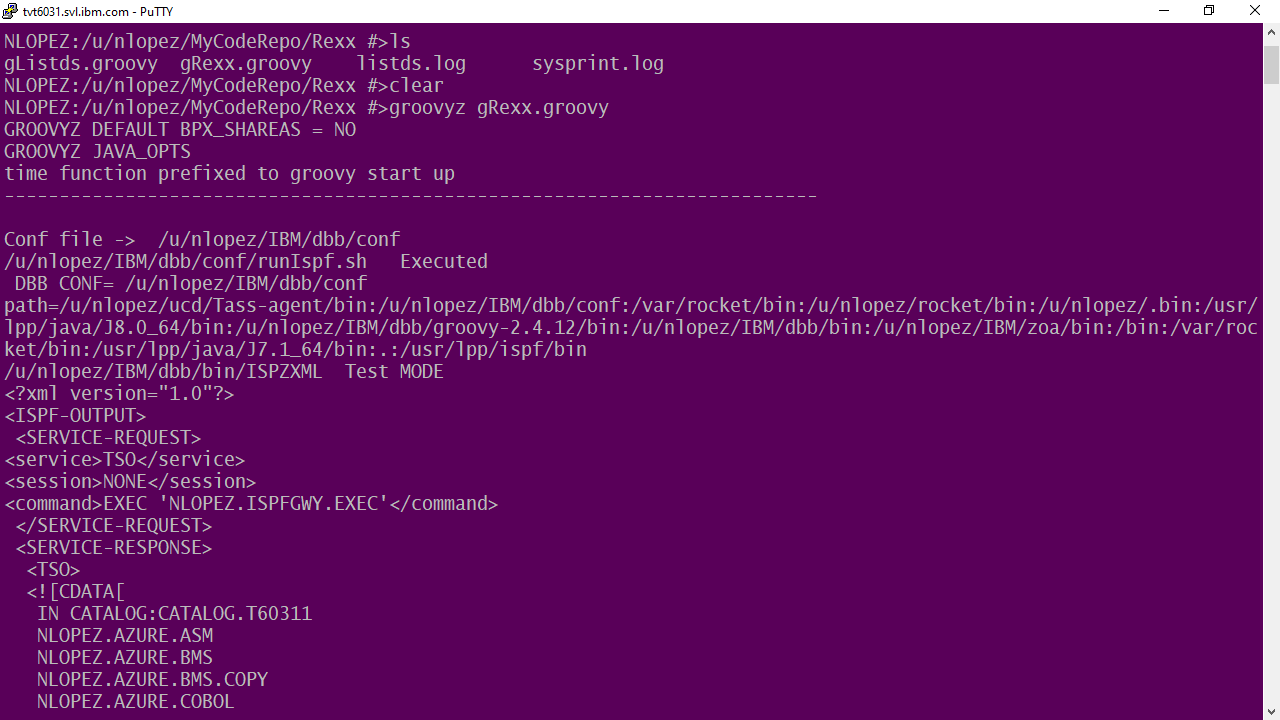 tvt6031.svl.ibm.com - PuTTY
NLOPEZ:/u/nlopez/MyCodeRepo/Rexx #>ls
gListds.groovy  gRexx.groovy    listds.log      sysprint.log
NLOPEZ:/u/nlopez/MyCodeRepo/Rexx #>clear
NLOPEZ:/u/nlopez/MyCodeRepo/Rexx #>groovyz gRexx.groovy
GROOVYZ DEFAULT BPX_SHAREAS = NO
GROOVYZ JAVA_OPTS
time function prefixed to groovy start up
--------------------------------------------------------------------------
Conf file ->  /u/nlopez/IBM/dbb/conf
/u/nlopez/IBM/dbb/conf/runIspf.sh   Executed
 DBB CONF= /u/nlopez/IBM/dbb/conf
path=/u/nlopez/ucd/Tass-agent/bin:/u/nlopez/IBM/dbb/conf:/var/rocket/bin:/u/nlopez/rocket/bin:/u/nlopez/.bin:/usr/
lpp/java/J8.0_64/bin:/u/nlopez/IBM/dbb/groovy-2.4.12/bin:/u/nlopez/IBM/dbb/bin:/u/nlopez/IBM/zoa/bin:/bin:/var/roc
ket/bin:/usr/lpp/java/J7.1_64/bin:.:/usr/lpp/ispf/bin
/u/nlopez/IBM/dbb/bin/ISPZXML  Test MODE
<?xml version="1.0"?>
<ISPF-OUTPUT>
 <SERVICE-REQUEST>
<service>TSO</service>
<session>NONE</session>
<command>EXEC 'NLOPEZ.ISPFGWY.EXEC'</command>
 </SERVICE-REQUEST>
 <SERVICE-RESPONSE>
  <TSO>
  <![CDATA[
   IN CATALOG:CATALOG.T60311
   NLOPEZ.AZURE.ASM
   NLOPEZ.AZURE.BMS
   NLOPEZ.AZURE.BMS.COPY
   NLOPEZ.AZURE.COBOL